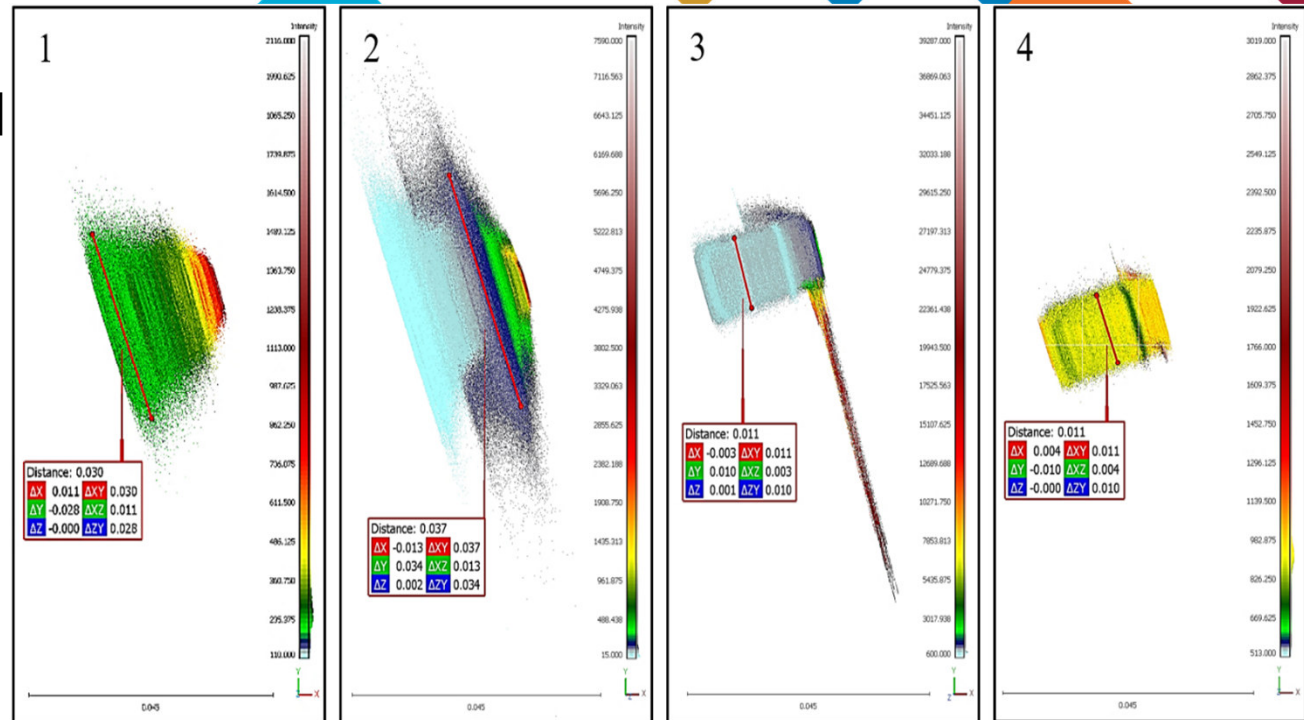 1
Intensity
2116.000
1990.625
1865.250
1739.875
1614.500
1489.125
1363.750
1238.375
1113.000
987.625
862.250
736.875
611.500
486.125
360.750
235.375
110.000
Distance: 0.030
ΔX 0.011 ΔXY 0.030
ΔY -0.028 ΔXZ 0.011
ΔZ -0.000 ΔZY 0.028
Y
Z X
0.045
2
Intensity
7590.000
7116.563
6643.125
6169.688
5696.250
5222.813
4749.375
4275.938
3802.500
3329.063
2855.625
2382.188
1908.750
1435.313
961.875
488.438
15.000
Distance: 0.037
ΔX -0.013 ΔXY 0.037
ΔY 0.034 ΔXZ 0.013
ΔZ 0.002 ΔZY 0.034
Y
Z X
0.045
3
Intensity
39287.000
36869.063
34451.125
32033.188
29615.250
27197.313
24779.375
22361.438
19943.500
17525.563
15107.625
12689.688
10271.750
7853.813
5435.875
3017.938
600.000
Distance: 0.011
ΔX -0.003 ΔXY 0.011
ΔY 0.010 ΔXZ 0.003
ΔZ 0.001 ΔZY 0.010
Y
Z X
0.045
4
Intensity
3019.000
2862.375
2705.750
2549.125
2392.500
2235.875
2079.250
1922.625
1766.000
1609.375
1452.750
1296.125
1139.500
982.875
826.250
669.625
513.000
Distance: 0.011
ΔX 0.004 ΔXY 0.011
ΔY -0.010 ΔXZ 0.004
ΔZ -0.000 ΔZY 0.010
Y
Z X
0.045